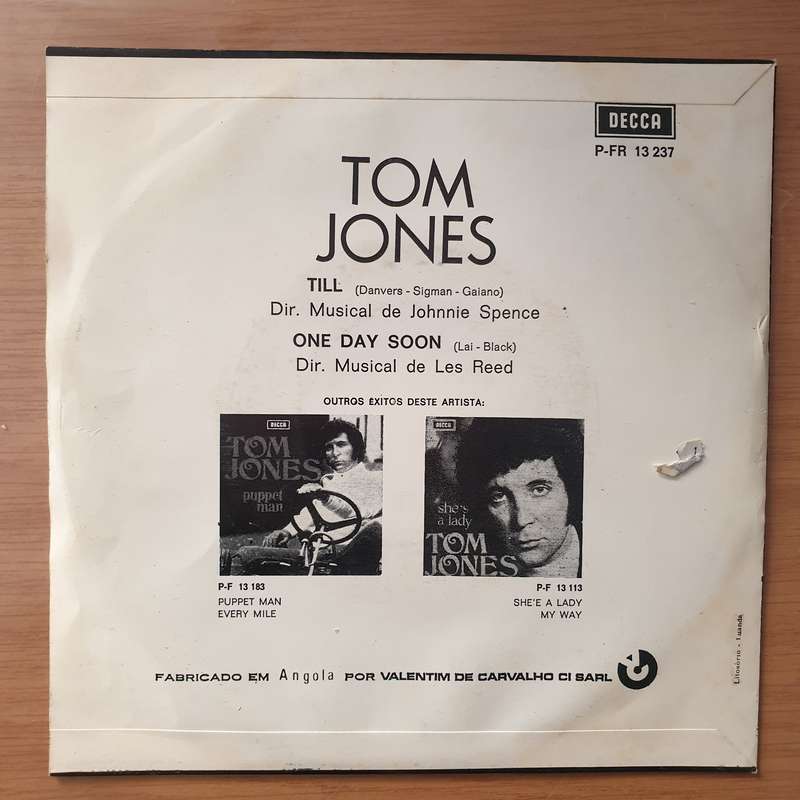 DECCA
P-FR 13 237
TOM
JONES
TILL (Danvers - Sigman - Gaiano)
Dir. Musical de Johnnie Spence
ONE DAY SOON (Lai - Black)
Dir. Musical de Les Reed
OUTROS ÊXITOS DESTE ARTISTA:
DECCA
TOM
JONES
puppet
man
P-F 13 183
PUPPET MAN
EVERY MILE
DECCA
she's
a lady
TOM
JONES
P-F 13 113
SHE'E A LADY
MY WAY
FABRICADO EM Angola POR VALENTIM DE CARVALHO CI SARL
Litogrário - Luanda